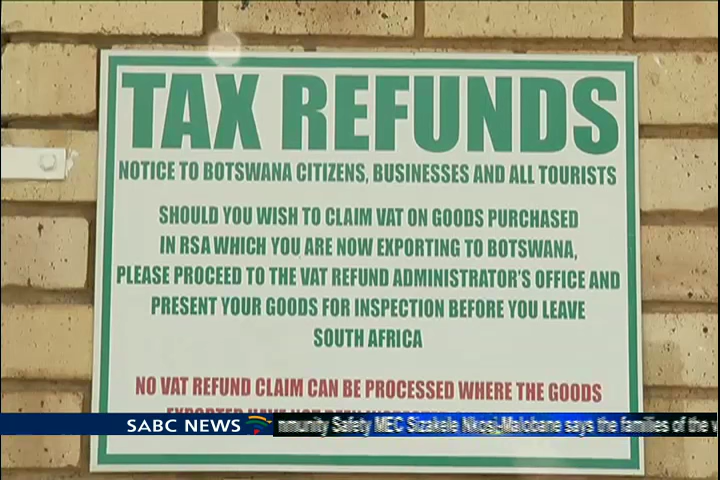 TAX REFUNDS
NOTICE TO BOTSWANA CITIZENS, BUSINESSES AND ALL TOURISTS
SHOULD YOU WISH TO CLAIM VAT ON GOODS PURCHASED
IN RSA WHICH YOU ARE NOW EXPORTING TO BOTSWANA,
PLEASE PROCEED TO THE VAT REFUND ADMINISTRATOR'S OFFICE AND
PRESENT YOUR GOODS FOR INSPECTION BEFORE YOU LEAVE
SOUTH AFRICA
NO VAT REFUND CLAIM CAN BE PROCESSED WHERE THE GOODS
SABC NEWS mmunity Safety MEC Sizakele Nkosi-Malobane says the families of the v